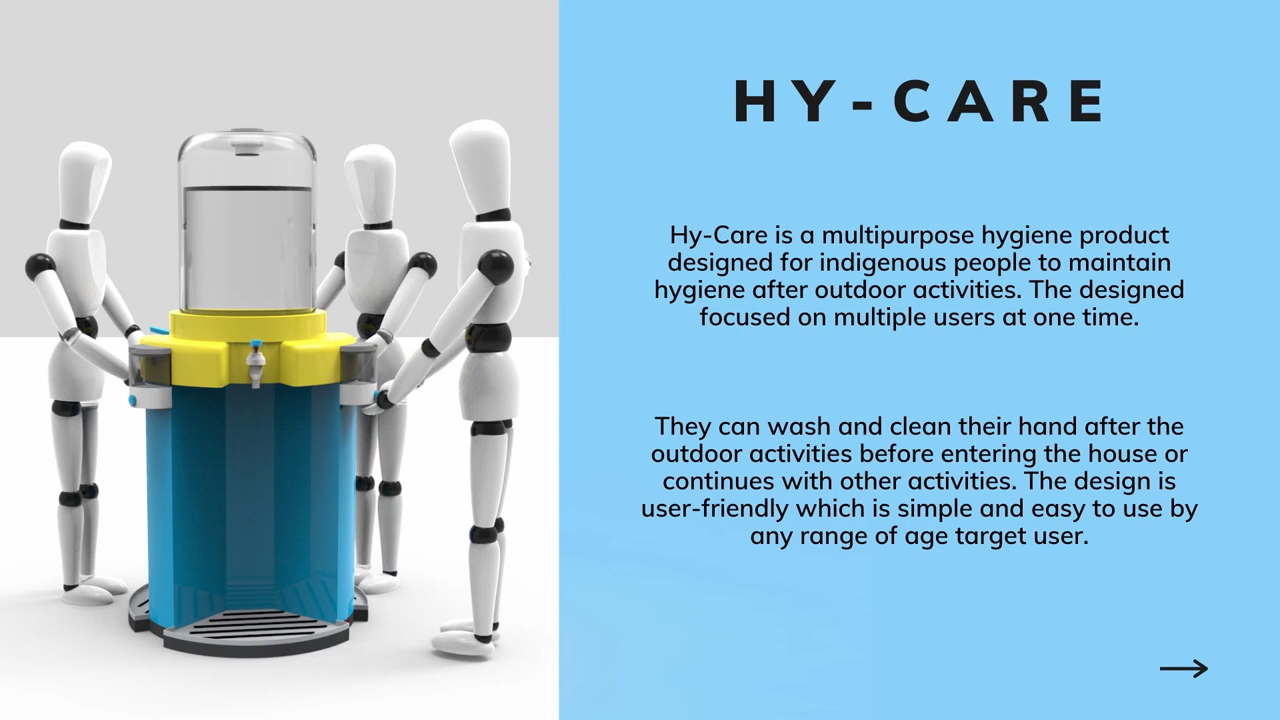 HY-CARE
Hy-Care is a multipurpose hygiene product
designed for indigenous people to maintain
hygiene after outdoor activities. The designed
focused on multiple users at one time.
They can wash and clean their hand after the
outdoor activities before entering the house or
continues with other activities. The design is
user-friendly which is simple and easy to use by
any range of age target user.